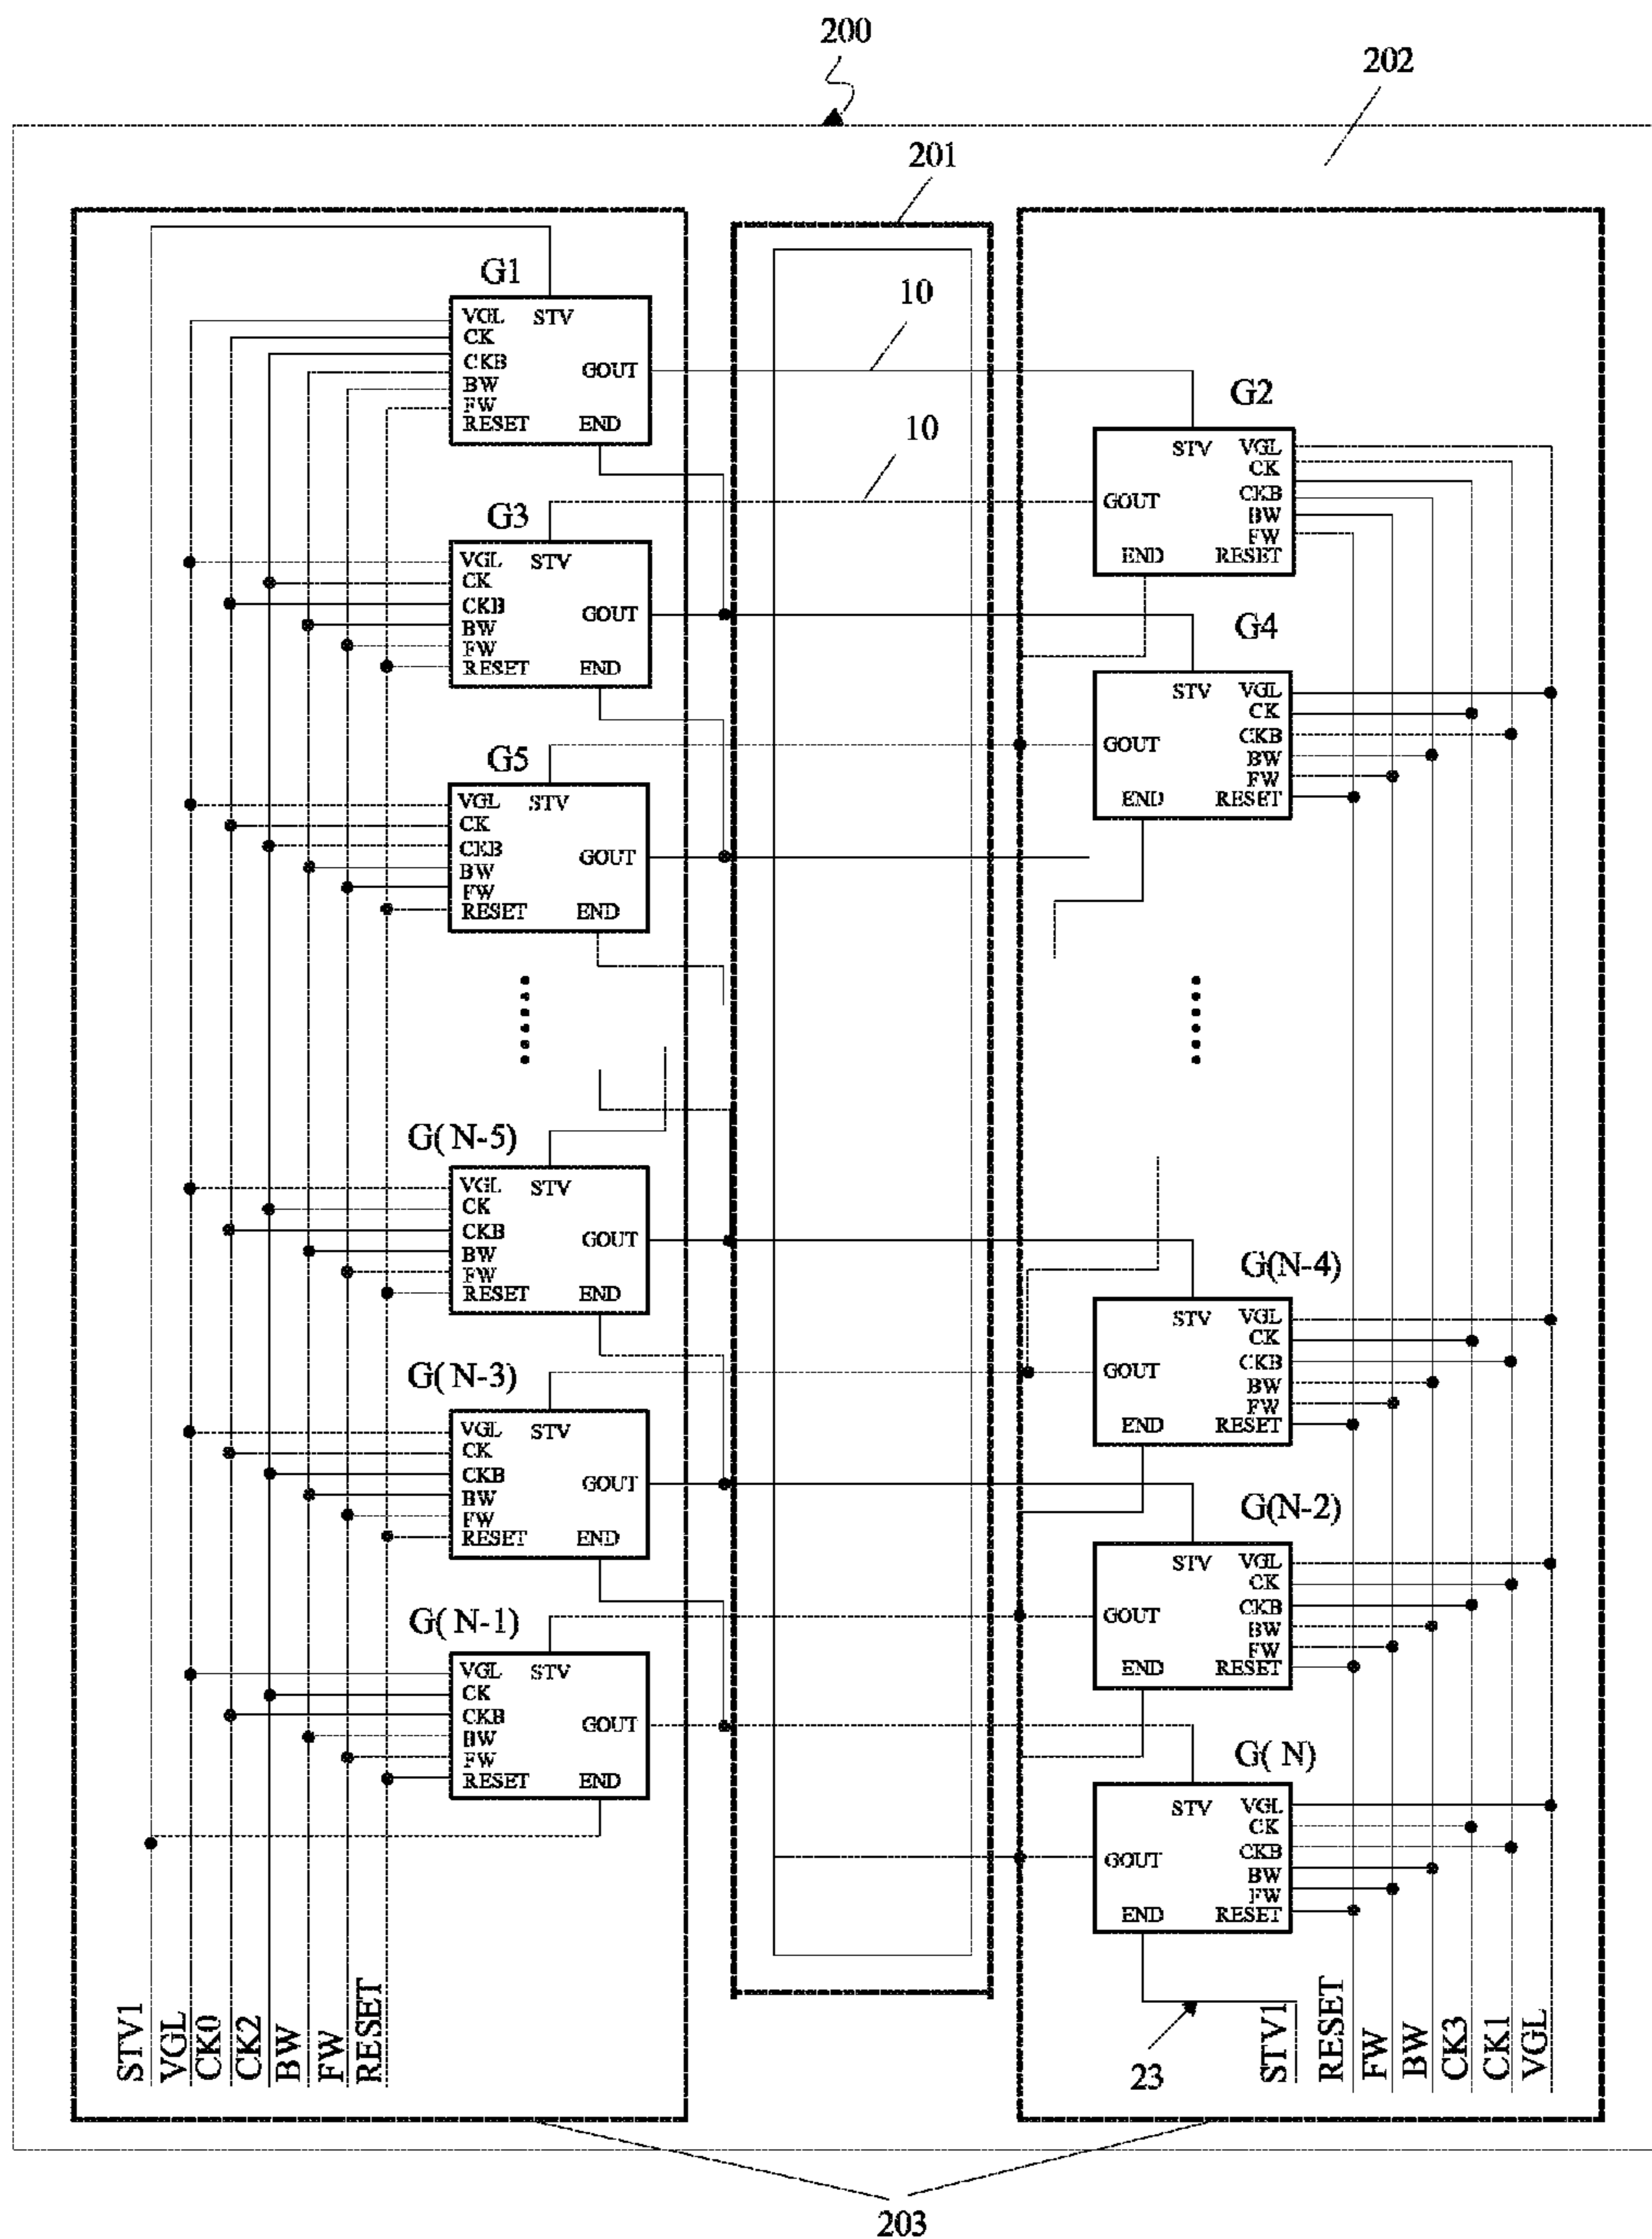 200
202
201
G1
VGL STV
CK
CKB
BW
FW
RESET
GOUT
END
10
G2
STV VGL
CK
CKB
BW
FW
RESET
GOUT
END
10
G3
VGL STV
CK
CKB
BW
FW
RESET
GOUT
END
G4
STV VGL
CK
CKB
BW
FW
RESET
GOUT
END
G5
VGL STV
CK
CKB
BW
FW
RESET
GOUT
END
G(N-5)
VGL STV
CK
CKB
BW
FW
RESET
GOUT
END
G(N-4)
STV VGL
CK
CKB
BW
FW
RESET
GOUT
END
G(N-3)
VGL STV
CK
CKB
BW
FW
RESET
GOUT
END
G(N-2)
STV VGL
CK
CKB
BW
FW
RESET
GOUT
END
G(N-1)
VGL STV
CK
CKB
BW
FW
RESET
GOUT
END
G(N)
STV VGL
CK
CKB
BW
FW
RESET
GOUT
END
STV1
VGL
CK0
CK2
BW
FW
RESET
23
STV1
RESET
FW
BW
CK3
CK1
VGL
203